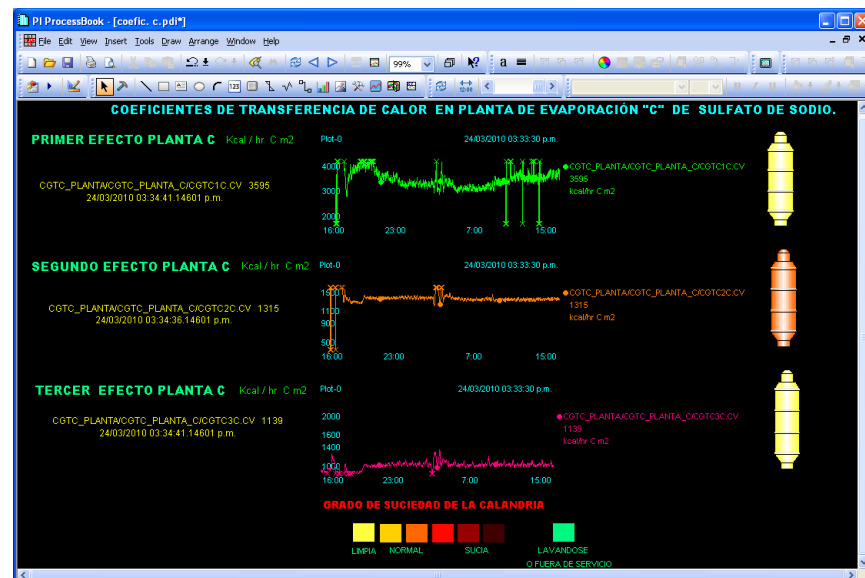 PI ProcessBook - [coefic. c.pdi*]
File Edit View Insert Tools Draw Arrange Window Help
99%
123
COEFICIENTES DE TRANSFERENCIA DE CALOR EN PLANTA DE EVAPORACIÓN "C" DE SULFATO DE SODIO.
PRIMER EFECTO PLANTA C Kcal / hr C m2
Plot-0 24/03/2010 03:33:30 p.m.
CGTC_PLANTA/CGTC_PLANTA_C/CGTC1C.CV 3595
24/03/2010 03:34:41.14601 p.m.
4000
3000
2000
16:00 23:00 7:00 15:00
CGTC_PLANTA/CGTC_PLANTA_C/CGTC1C.CV
3595
kcal/hr C m2
SEGUNDO EFECTO PLANTA C Kcal / hr C m2
Plot-0 24/03/2010 03:33:30 p.m.
CGTC_PLANTA/CGTC_PLANTA_C/CGTC2C.CV 1315
24/03/2010 03:34:36.14601 p.m.
1500
1100
900
500
16:00 23:00 7:00 15:00
CGTC_PLANTA/CGTC_PLANTA_C/CGTC2C.CV
1315
kcal/hr C m2
TERCER EFECTO PLANTA C Kcal / hr C m2
Plot-0 24/03/2010 03:33:30 p.m.
CGTC_PLANTA/CGTC_PLANTA_C/CGTC3C.CV 1139
24/03/2010 03:34:41.14601 p.m.
2000
1600
1400
1000
16:00 23:00 7:00 15:00
CGTC_PLANTA/CGTC_PLANTA_C/CGTC3C.CV
1139
kcal/hr C m2
GRADO DE SUCIEDAD DE LA CALANDRIA
LIMPIA NORMAL SUCIA LAVANDOSE
O FUERA DE SERVICIO